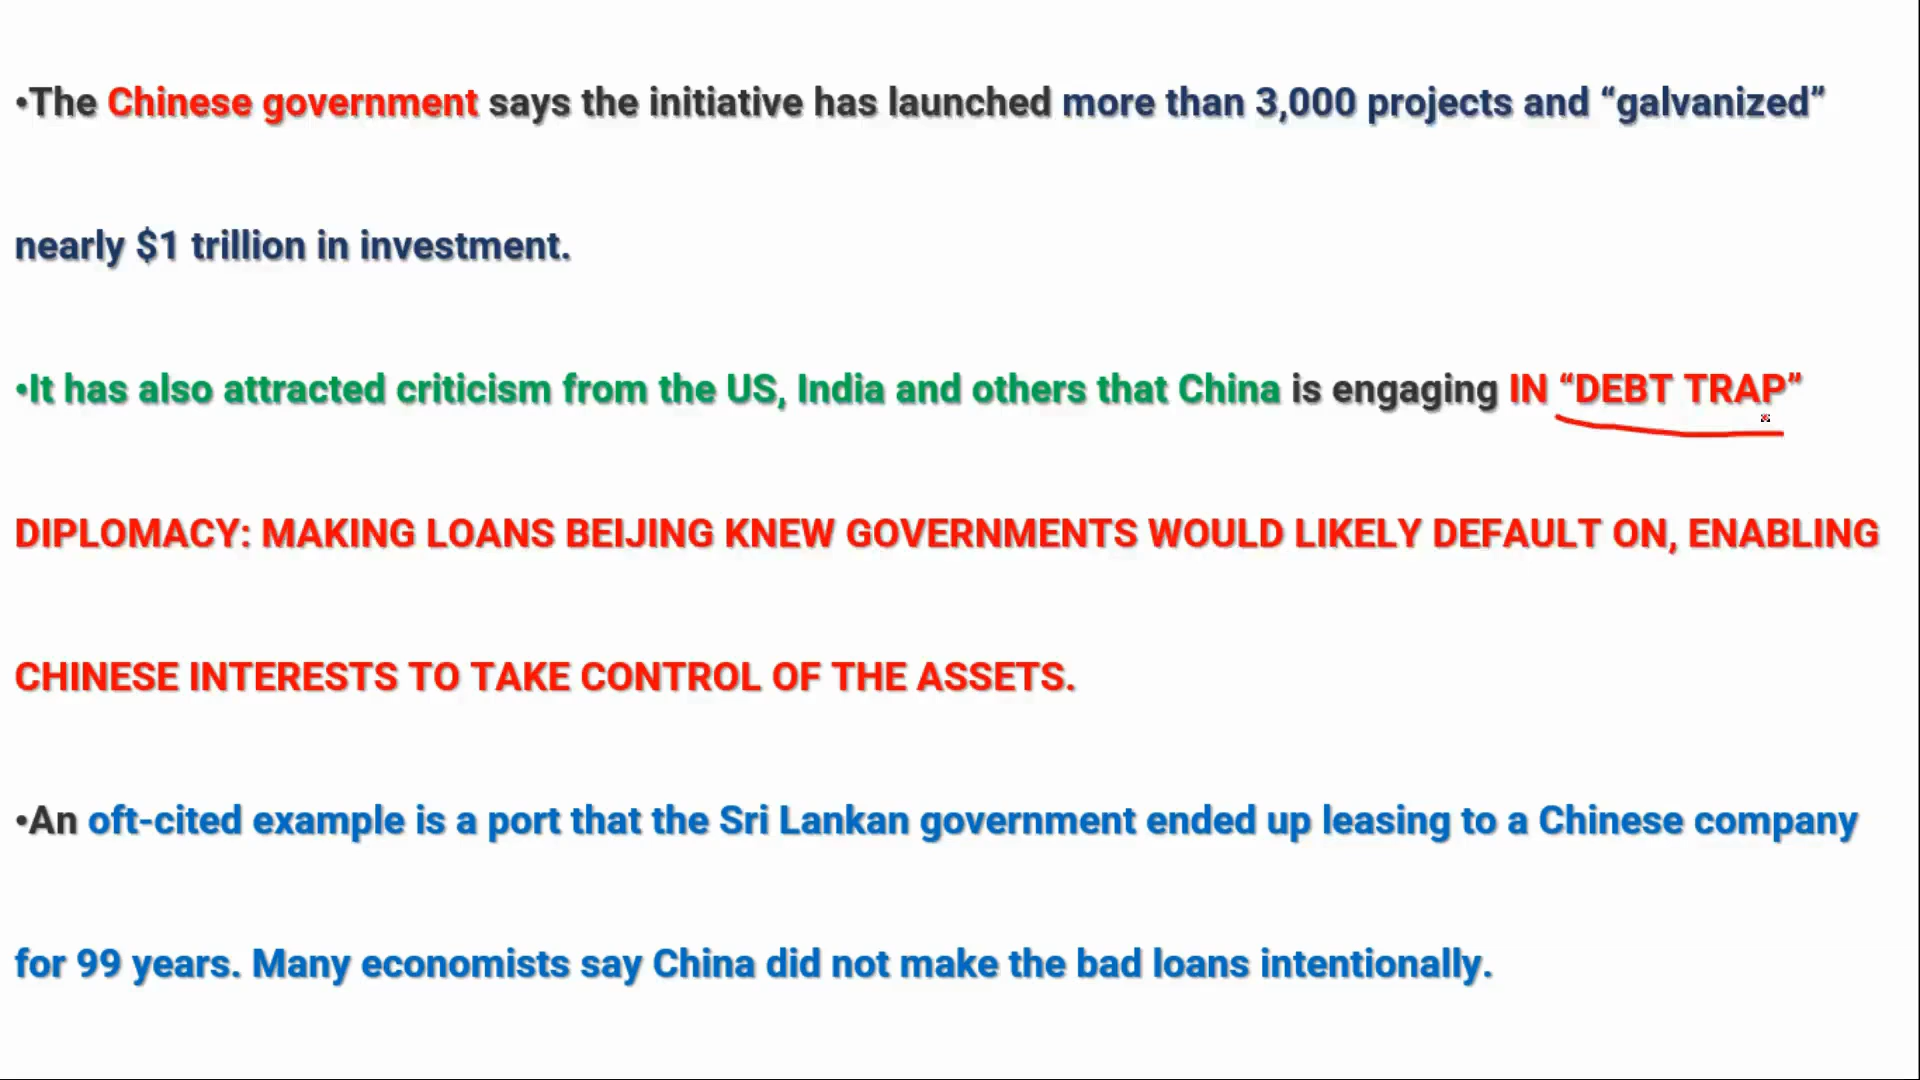 •The Chinese government says the initiative has launched more than 3,000 projects and “galvanized”
nearly $1 trillion in investment.
•It has also attracted criticism from the US, India and others that China is engaging IN “DEBT TRAP”
DIPLOMACY: MAKING LOANS BEIJING KNEW GOVERNMENTS WOULD LIKELY DEFAULT ON, ENABLING
CHINESE INTERESTS TO TAKE CONTROL OF THE ASSETS.
•An oft-cited example is a port that the Sri Lankan government ended up leasing to a Chinese company
for 99 years. Many economists say China did not make the bad loans intentionally.